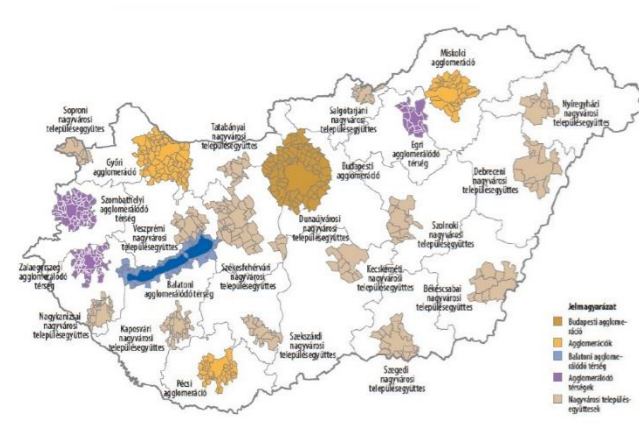 Miskolci
agglomeráció
Soproni
nagyvárosi
településegyüttes
Tatabányai
nagyvárosi
településegyüttes
Salgótarjáni
nagyvárosi
településegyüttes
Nyíregyházi
nagyvárosi
településegyüttes
Győri
agglomeráció
Budapesti
agglomeráció
Egri
agglomerálódó
térség
Debreceni
nagyvárosi
településegyüttes
Szombathelyi
agglomerálódó
térség
Veszprémi
nagyvárosi
településegyüttes
Dunaújvárosi
nagyvárosi
településegyüttes
Szolnoki
nagyvárosi
településegyüttes
Zalaegerszegi
agglomerálódó
térség
Balatoni
agglomerálódó térség
Székesfehérvári
nagyvárosi
településegyüttes
Kecskeméti
nagyvárosi
településegyüttes
Békéscsabai
nagyvárosi
településegyüttes
Nagykanizsai
nagyvárosi
településegyüttes
Kaposvári
nagyvárosi
településegyüttes
Szekszárdi
nagyvárosi
településegyüttes
Szegedi
nagyvárosi
településegyüttes
Pécsi
agglomeráció
Jelmagyarázat
Budapesti agglome-
ráció
Agglomerációk
Balatoni agglome-
rálódó térség
Agglomerálódó
térségek
Nagyvárosi település-
együttesek